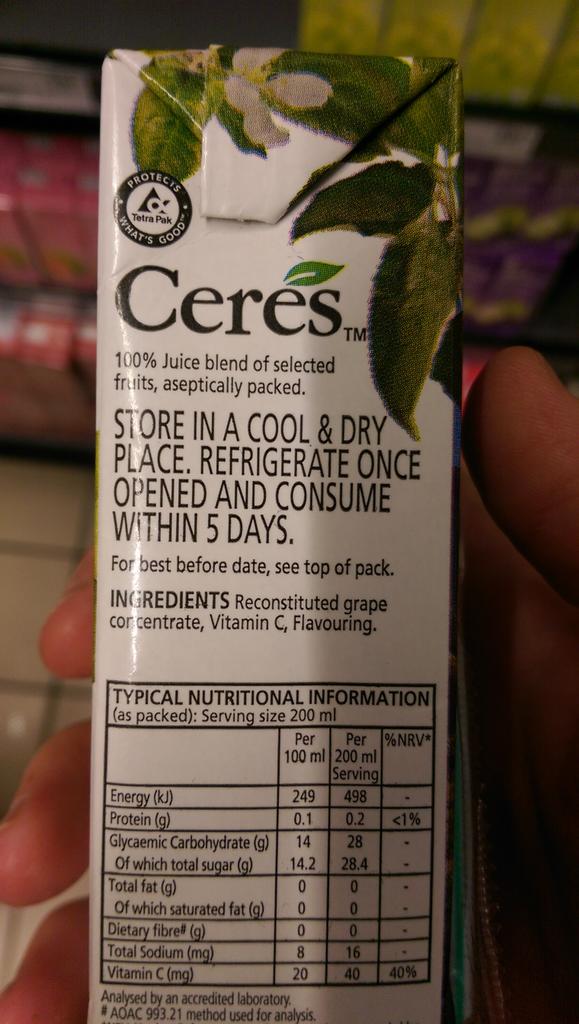 PROTECTS
Tetra Pak
WHAT'S GOOD™
Cerés™
100% Juice blend of selected
fruits, aseptically packed.
STORE IN A COOL & DRY
PLACE. REFRIGERATE ONCE
OPENED AND CONSUME
WITHIN 5 DAYS.
For best before date, see top of pack.
INGREDIENTS Reconstituted grape
concentrate, Vitamin C, Flavouring.
TYPICAL NUTRITIONAL INFORMATION
(as packed): Serving size 200 ml
Per 100 ml Per 200 ml Serving %NRV*
Energy (kJ) 249 498 -
Protein (g) 0.1 0.2 <1%
Glycaemic Carbohydrate (g) 14 28 -
Of which total sugar (g) 14.2 28.4 -
Total fat (g) 0 0 -
Of which saturated fat (g) 0 0 -
Dietary fibre# (g) 0 0 -
Total Sodium (mg) 8 16 -
Vitamin C (mg) 20 40 40%
Analysed by an accredited laboratory.
# AOAC 993.21 method used for analysis.